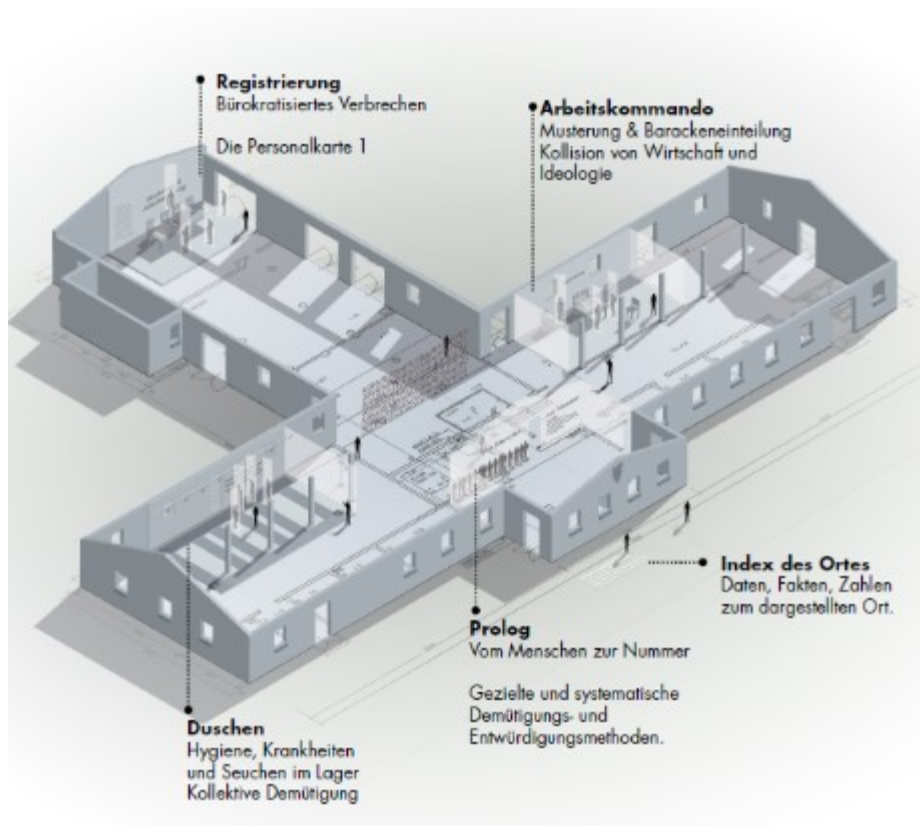 Registrierung
Bürokratisiertes Verbrechen
Die Personalkarte 1
Arbeitskommando
Musterung & Barackeneinteilung
Kollision von Wirtschaft und
Ideologie
Index des Ortes
Daten, Fakten, Zahlen
zum dargestellten Ort.
Prolog
Vom Menschen zur Nummer
Gezielte und systematische
Demütigungs- und
Entwürdigungsmethoden.
Duschen
Hygiene, Krankheiten
und Seuchen im Lager
Kollektive Demütigung